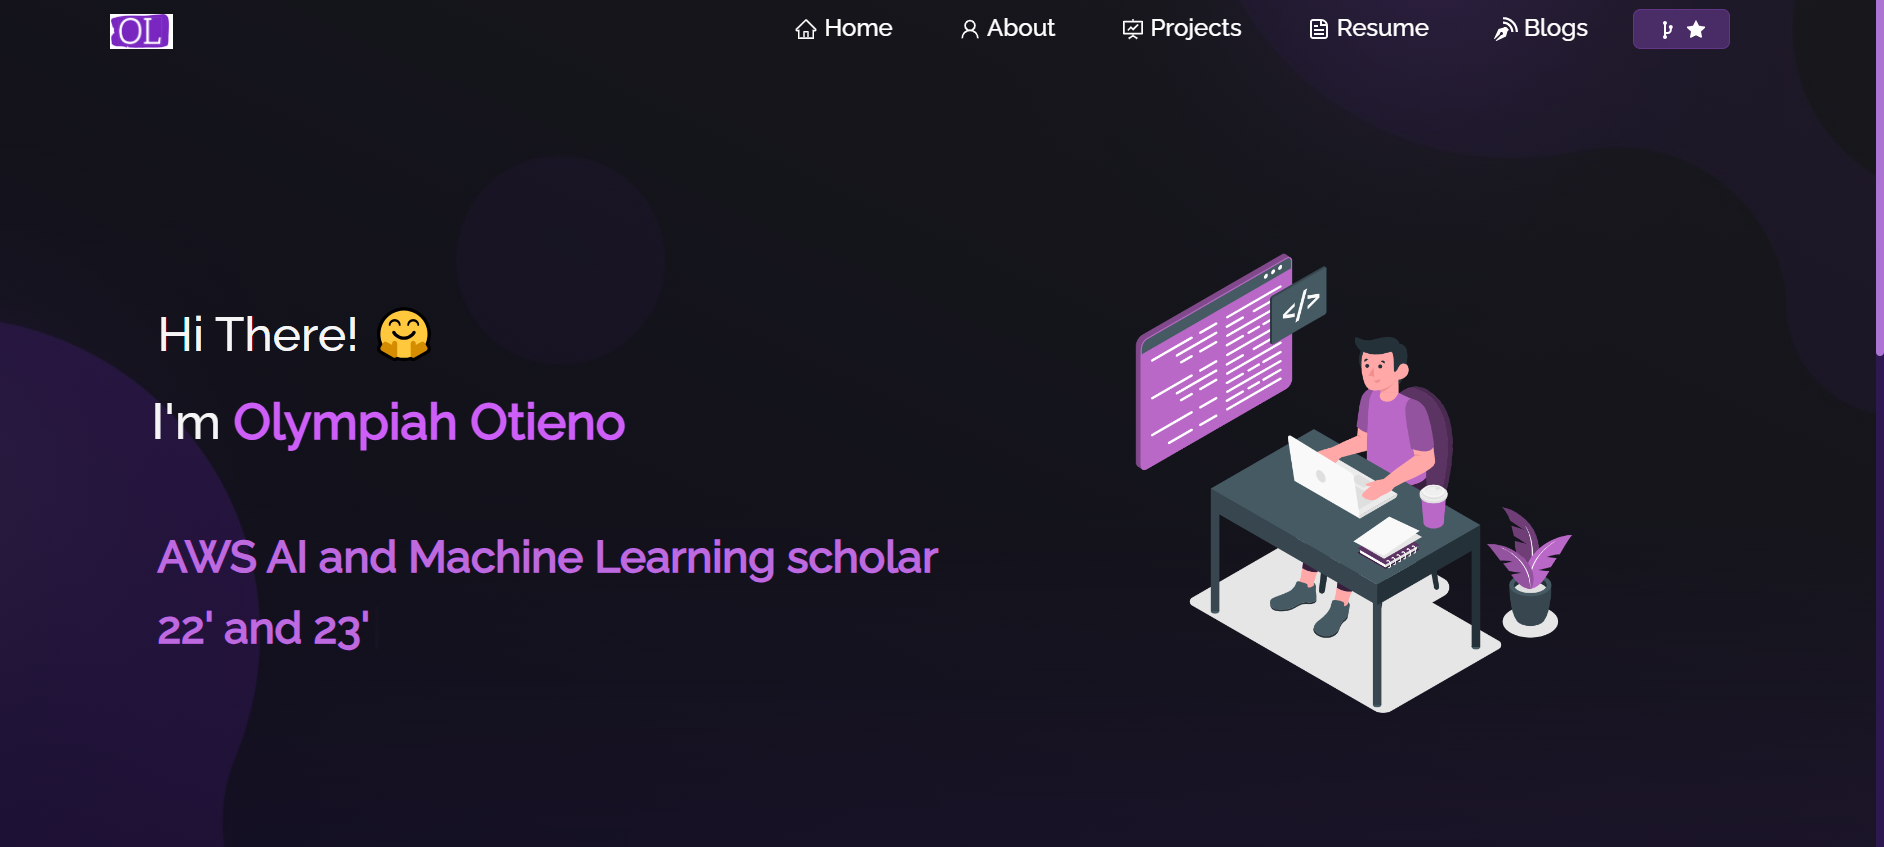 OL
Home About Projects Resume Blogs
Hi There! 🤗
I'm Olympiah Otieno
</>
AWS AI and Machine Learning scholar
22' and 23'